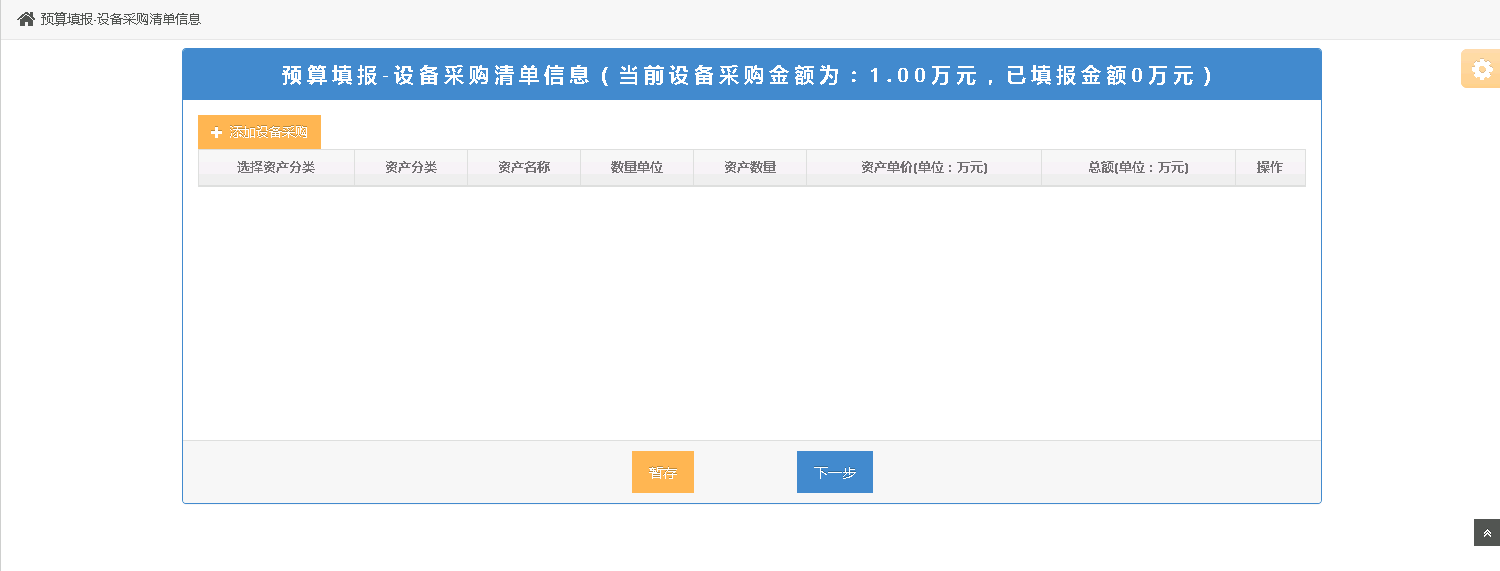 预算填报-设备采购清单信息
预算填报-设备采购清单信息（当前设备采购金额为：1.00万元，已填报金额0万元）
添加设备采购
选择资产分类 资产分类 资产名称 数量单位 资产数量 资产单价(单位：万元) 总额(单位：万元) 操作
暂存 下一步